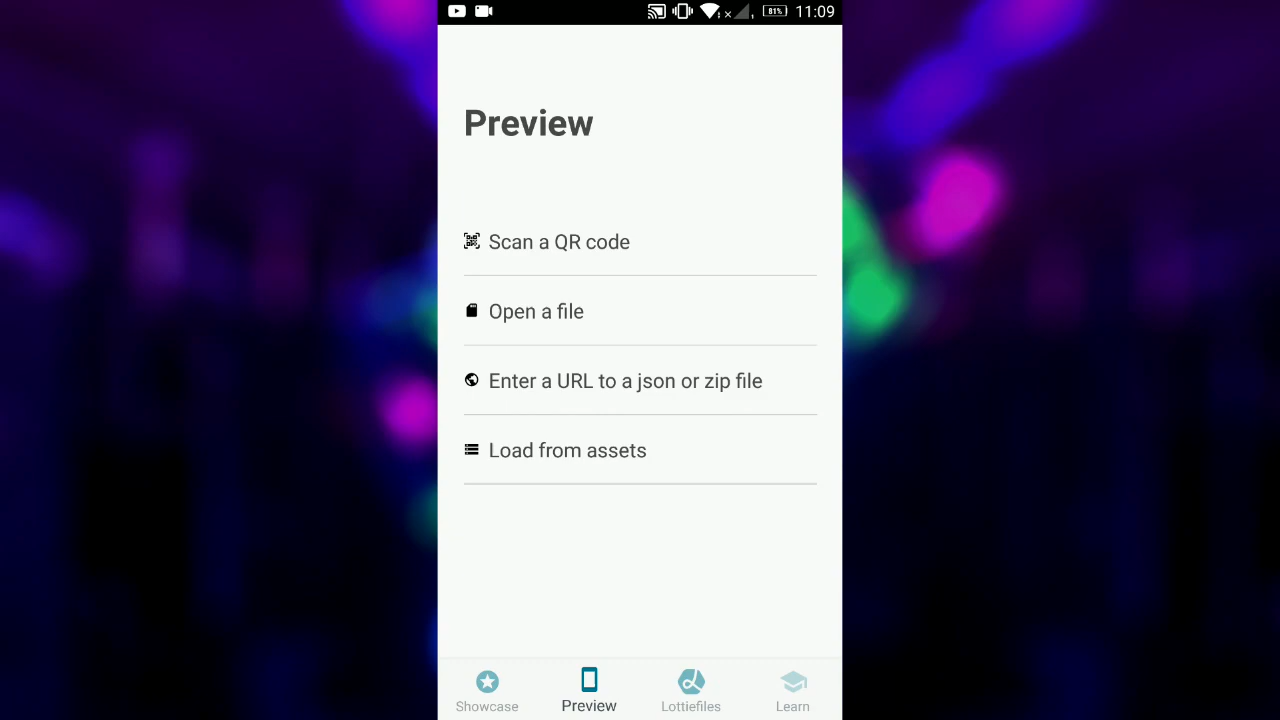 81% 11:09
Preview
Scan a QR code
Open a file
Enter a URL to a json or zip file
Load from assets
Showcase Preview Lottiefiles Learn